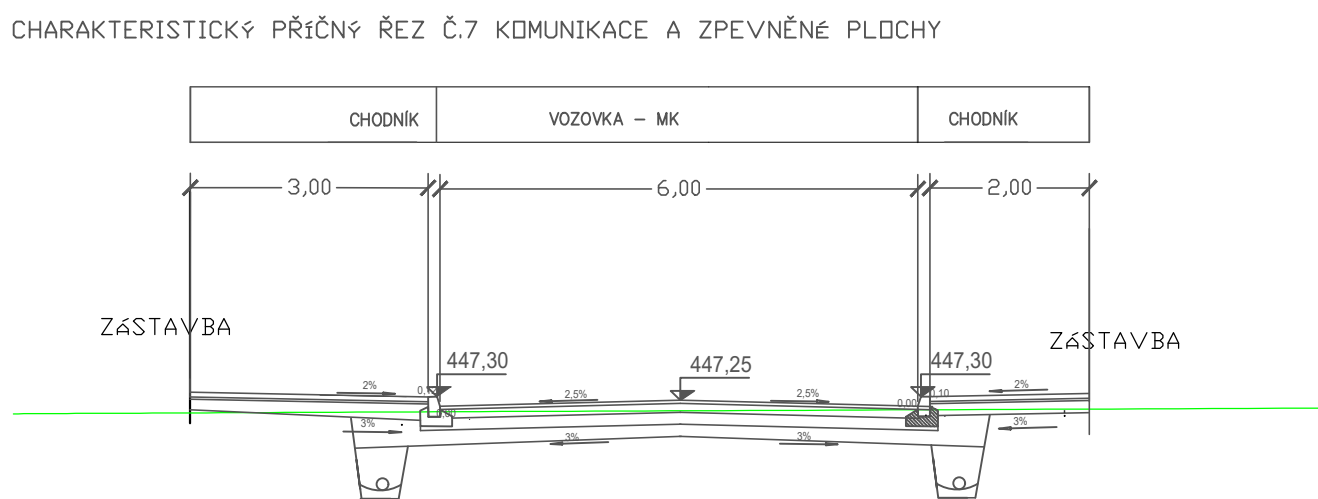 CHARAKTERISTICKÝ PŘÍČNÝ ŘEZ Č.7 KOMUNIKACE A ZPEVNĚNÉ PLOCHY
CHODNÍK VOZOVKA – MK CHODNÍK
3,00 6,00 2,00
ZÁSTAVBA
ZÁSTAVBA
447,30 447,25 447,30
2% 2,5% 2,5% 0,10 2%
0,00 0,00
3% 3% 3% 3%